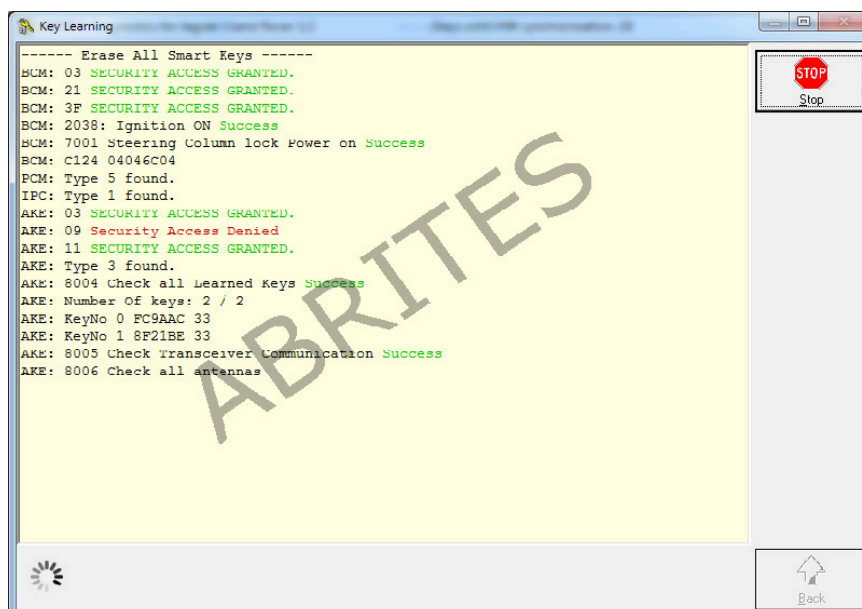 Key Learning
------ Erase All Smart Keys ------
BCM: 03 SECURITY ACCESS GRANTED.
BCM: 21 SECURITY ACCESS GRANTED.
BCM: 3F SECURITY ACCESS GRANTED.
BCM: 2038: Ignition ON Success
BCM: 7001 Steering Column lock Power on Success
BCM: C124 04046C04
PCM: Type 5 found.
IPC: Type 1 found.
AKE: 03 SECURITY ACCESS GRANTED.
AKE: 09 Security Access Denied
AKE: 11 SECURITY ACCESS GRANTED.
AKE: Type 3 found.
AKE: 8004 Check all Learned Keys Success
AKE: Number Of keys: 2 / 2
AKE: KeyNo 0 FC9AAC 33
AKE: KeyNo 1 8F21BE 33
AKE: 8005 Check Transceiver Communication Success
AKE: 8006 Check all antennas
ABRITES
STOP
Stop
Back